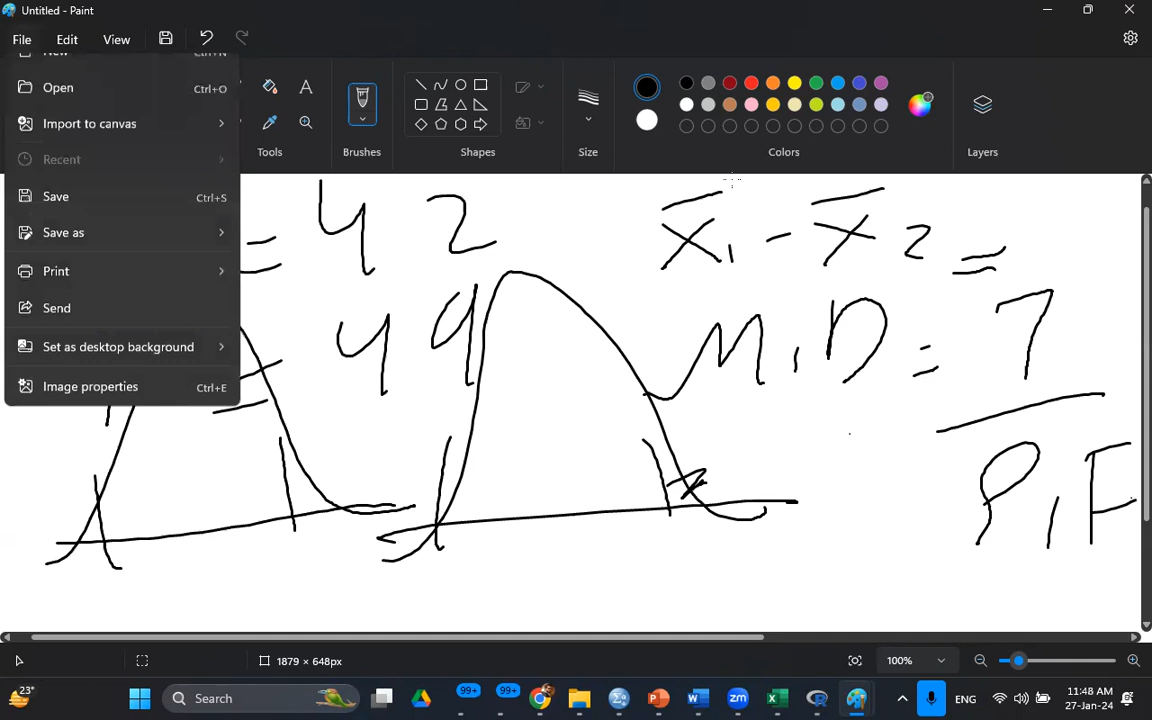 Untitled - Paint
File Edit View
New Ctrl+N
Open Ctrl+O
Import to canvas
Recent
Save Ctrl+S
Save as
Print
Send
Set as desktop background
Image properties Ctrl+E
Tools
Brushes
Shapes
Size
Colors
Layers
= 42
X̄1 - X̄2 =
= 49
M.D = 7
P.E
1879 × 648px
100%
23°
Search
99+
99+
zm
ENG
11:48 AM
27-Jan-24